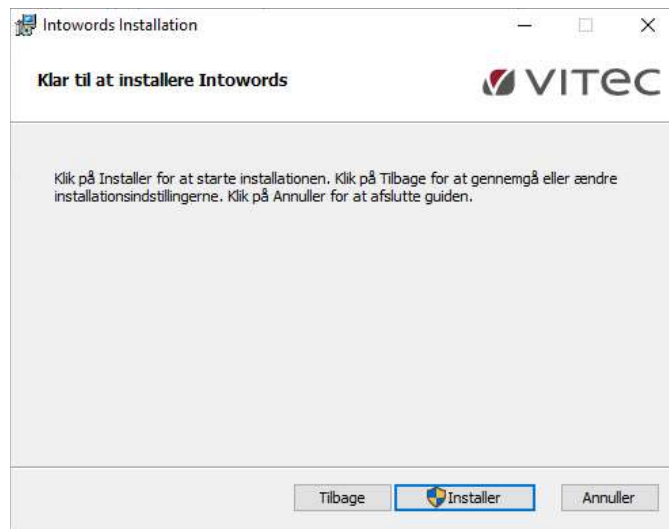 Intowords Installation
Klar til at installere Intowords
VITEC
Klik på Installer for at starte installationen. Klik på Tilbage for at gennemgå eller ændre
installationsindstillingerne. Klik på Annuller for at afslutte guiden.
Tilbage
Installer
Annuller